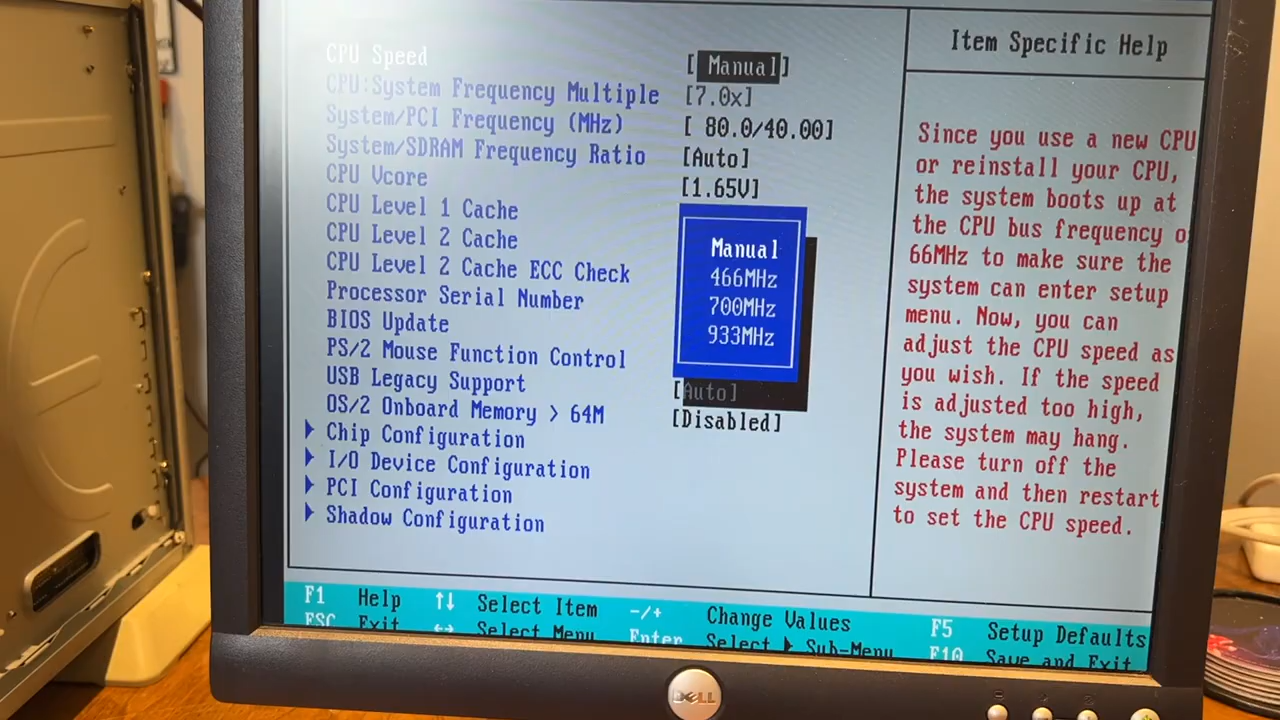 CPU Speed [ Manual]
CPU:System Frequency Multiple [7.0x]
System/PCI Frequency (MHz) [ 80.0/40.00]
System/SDRAM Frequency Ratio [Auto]
CPU Vcore [1.65V]
CPU Level 1 Cache
CPU Level 2 Cache
CPU Level 2 Cache ECC Check
Processor Serial Number
BIOS Update
PS/2 Mouse Function Control
USB Legacy Support [Auto]
OS/2 Onboard Memory > 64M [Disabled]
Chip Configuration
I/O Device Configuration
PCI Configuration
Shadow Configuration
Manual
466MHz
700MHz
933MHz
Item Specific Help
Since you use a new CPU
or reinstall your CPU,
the system boots up at
the CPU bus frequency
66MHz to make sure the
system can enter setup
menu. Now, you can
adjust the CPU speed as
you wish. If the speed
is adjusted too high,
the system may hang.
Please turn off the
system and then restart
to set the CPU speed.
F1 Help ↑↓ Select Item -/+ Change Values F5 Setup Defaults
ESC Exit ↔ Select Menu Enter Select ▶ Sub-Menu F10 Save and Exit
DELL